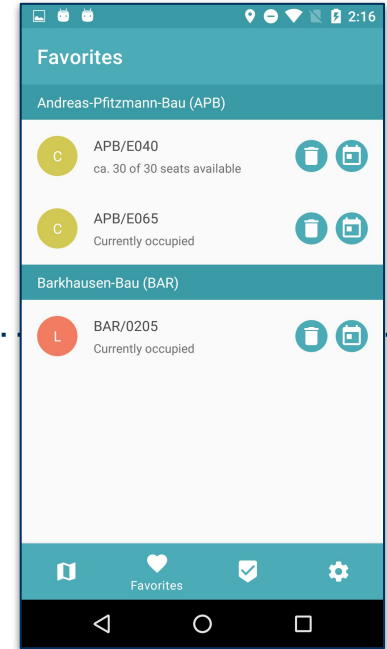 2:16
Favorites
Andreas-Pfitzmann-Bau (APB)
C
APB/E040
ca. 30 of 30 seats available
C
APB/E065
Currently occupied
Barkhausen-Bau (BAR)
L
BAR/0205
Currently occupied
Favorites